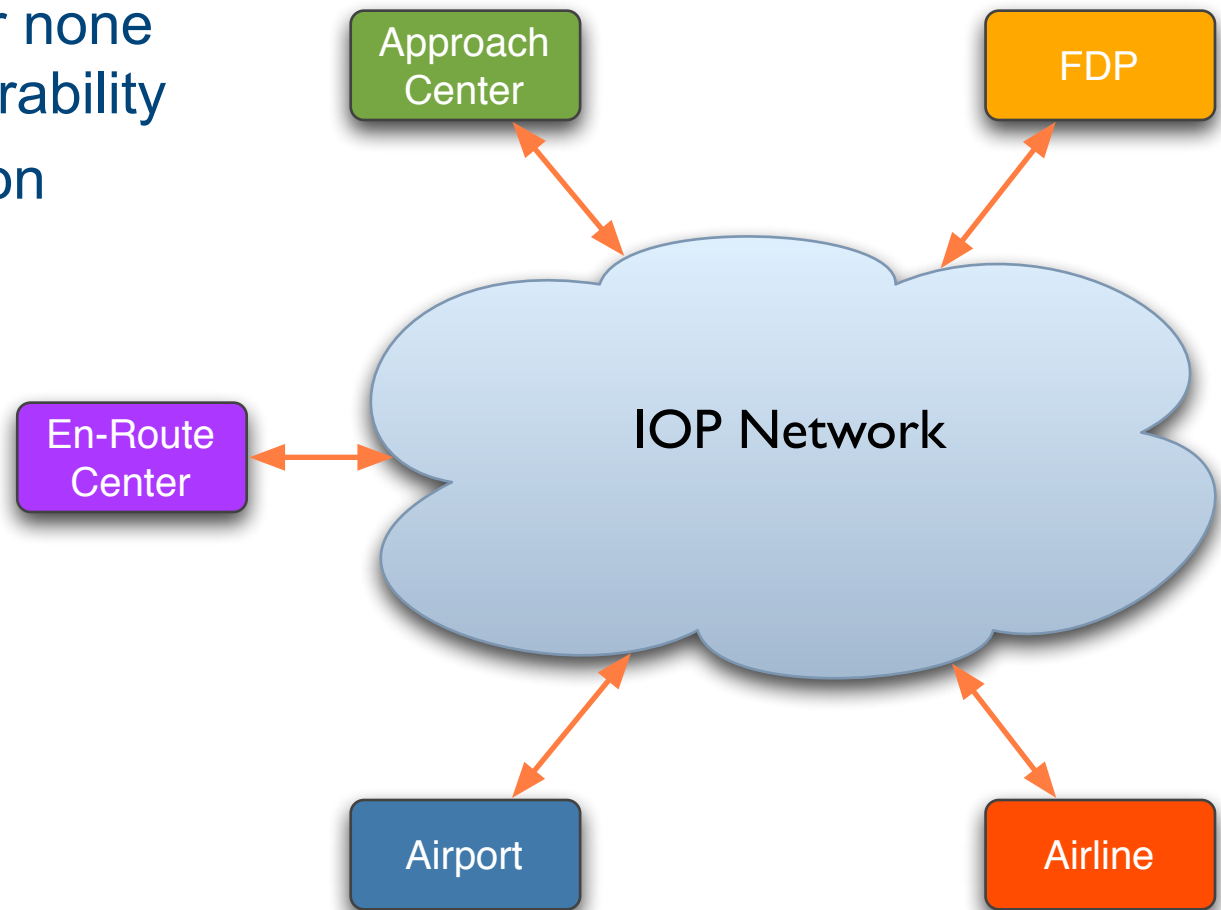 r none
rability
on
Approach
Center
FDP
En-Route
Center
IOP Network
Airport
Airline